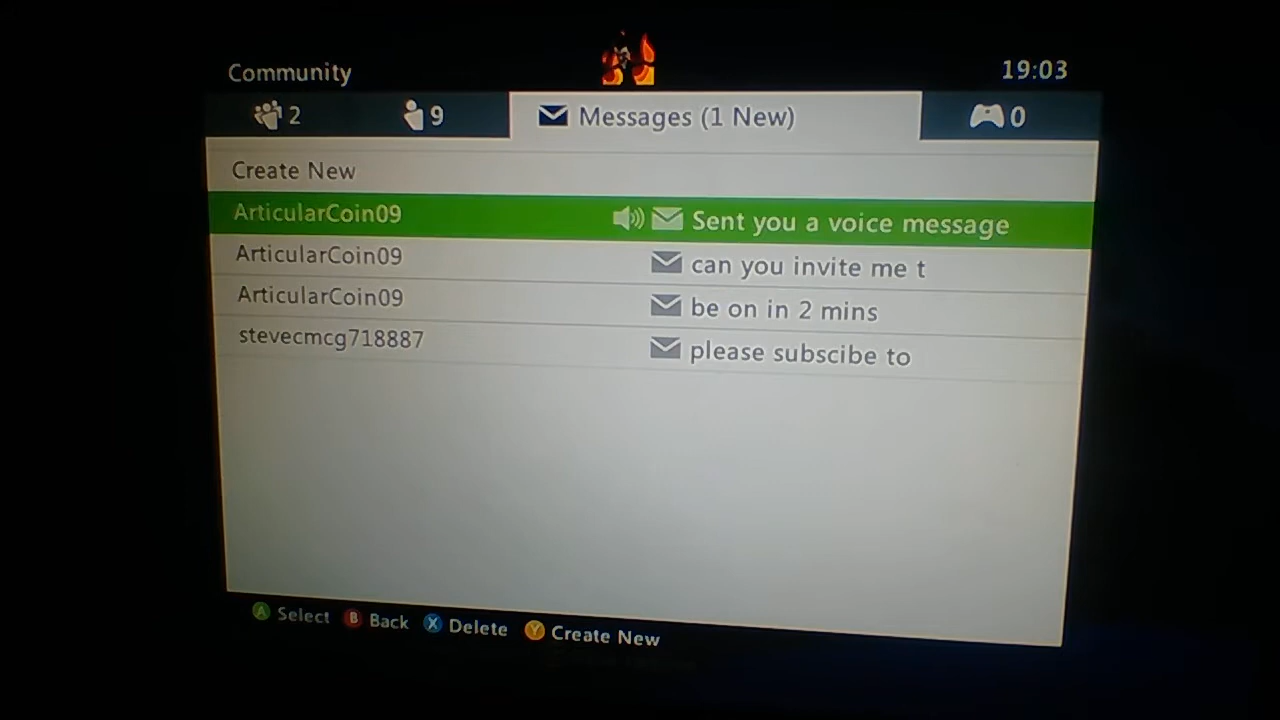 Community 19:03
2 9 Messages (1 New) 0
Create New
ArticularCoin09 Sent you a voice message
ArticularCoin09 can you invite me t
ArticularCoin09 be on in 2 mins
stevecmcg718887 please subscibe to
A Select B Back X Delete Y Create New